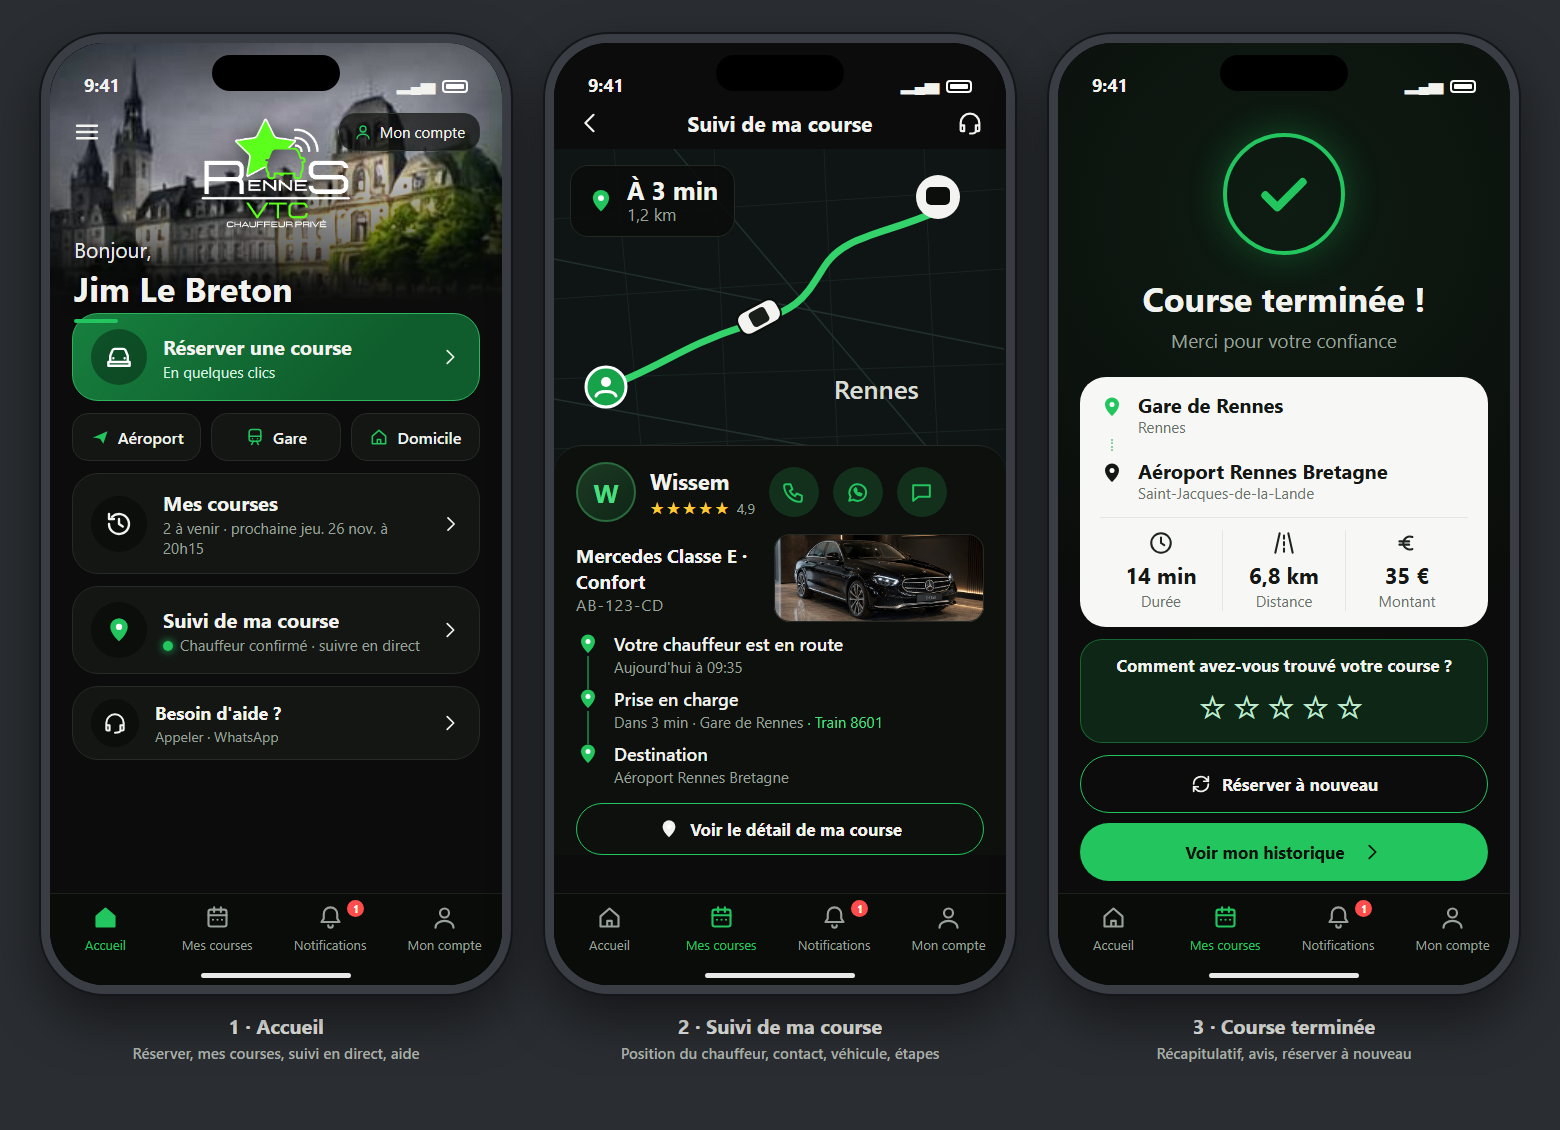 9:41
Mon compte
RENNES
VTC
CHAUFFEUR PRIVÉ
Bonjour,
Jim Le Breton
Réserver une course
En quelques clics
Aéroport
Gare
Domicile
Mes courses
2 à venir · prochaine jeu. 26 nov. à
20h15
Suivi de ma course
Chauffeur confirmé · suivre en direct
Besoin d'aide ?
Appeler · WhatsApp
1
Accueil
Mes courses
Notifications
Mon compte
1 · Accueil
Réserver, mes courses, suivi en direct, aide
9:41
Suivi de ma course
À 3 min
1,2 km
Rennes
W
Wissem
★★★★★ 4,9
Mercedes Classe E ·
Confort
AB-123-CD
Votre chauffeur est en route
Aujourd'hui à 09:35
Prise en charge
Dans 3 min · Gare de Rennes · Train 8601
Destination
Aéroport Rennes Bretagne
Voir le détail de ma course
1
Accueil
Mes courses
Notifications
Mon compte
2 · Suivi de ma course
Position du chauffeur, contact, véhicule, étapes
9:41
Course terminée !
Merci pour votre confiance
Gare de Rennes
Rennes
Aéroport Rennes Bretagne
Saint-Jacques-de-la-Lande
14 min
Durée
6,8 km
Distance
€
35 €
Montant
Comment avez-vous trouvé votre course ?
☆☆☆☆☆
Réserver à nouveau
Voir mon historique
1
Accueil
Mes courses
Notifications
Mon compte
3 · Course terminée
Récapitulatif, avis, réserver à nouveau